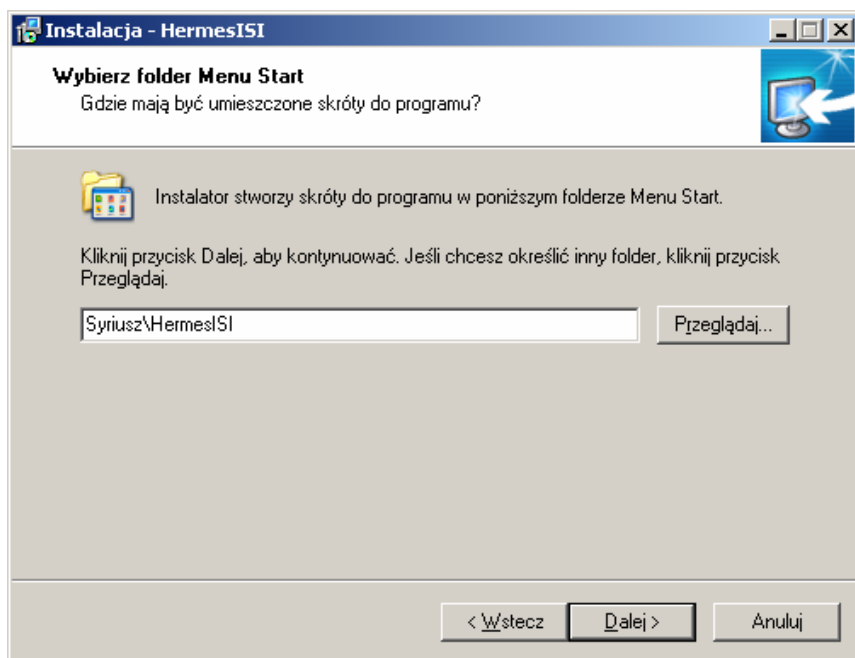 Instalacja - HermesISI
Wybierz folder Menu Start
Gdzie mają być umieszczone skróty do programu?
Instalator stworzy skróty do programu w poniższym folderze Menu Start.
Kliknij przycisk Dalej, aby kontynuować. Jeśli chcesz określić inny folder, kliknij przycisk
Przeglądaj.
Syriusz\HermesISI
Przeglądaj...
< Wstecz
Dalej >
Anuluj